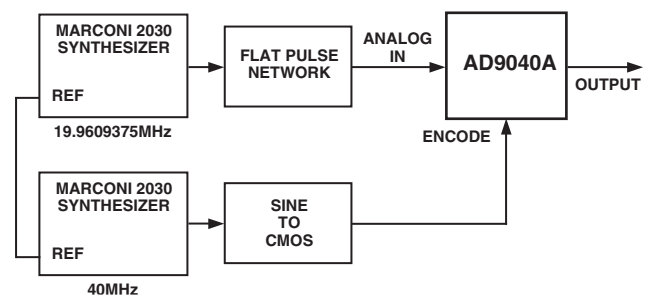 MARCONI 2030
SYNTHESIZER
REF
19.9609375MHz
FLAT PULSE
NETWORK
ANALOG
IN
AD9040A
OUTPUT
ENCODE
MARCONI 2030
SYNTHESIZER
REF
40MHz
SINE
TO
CMOS